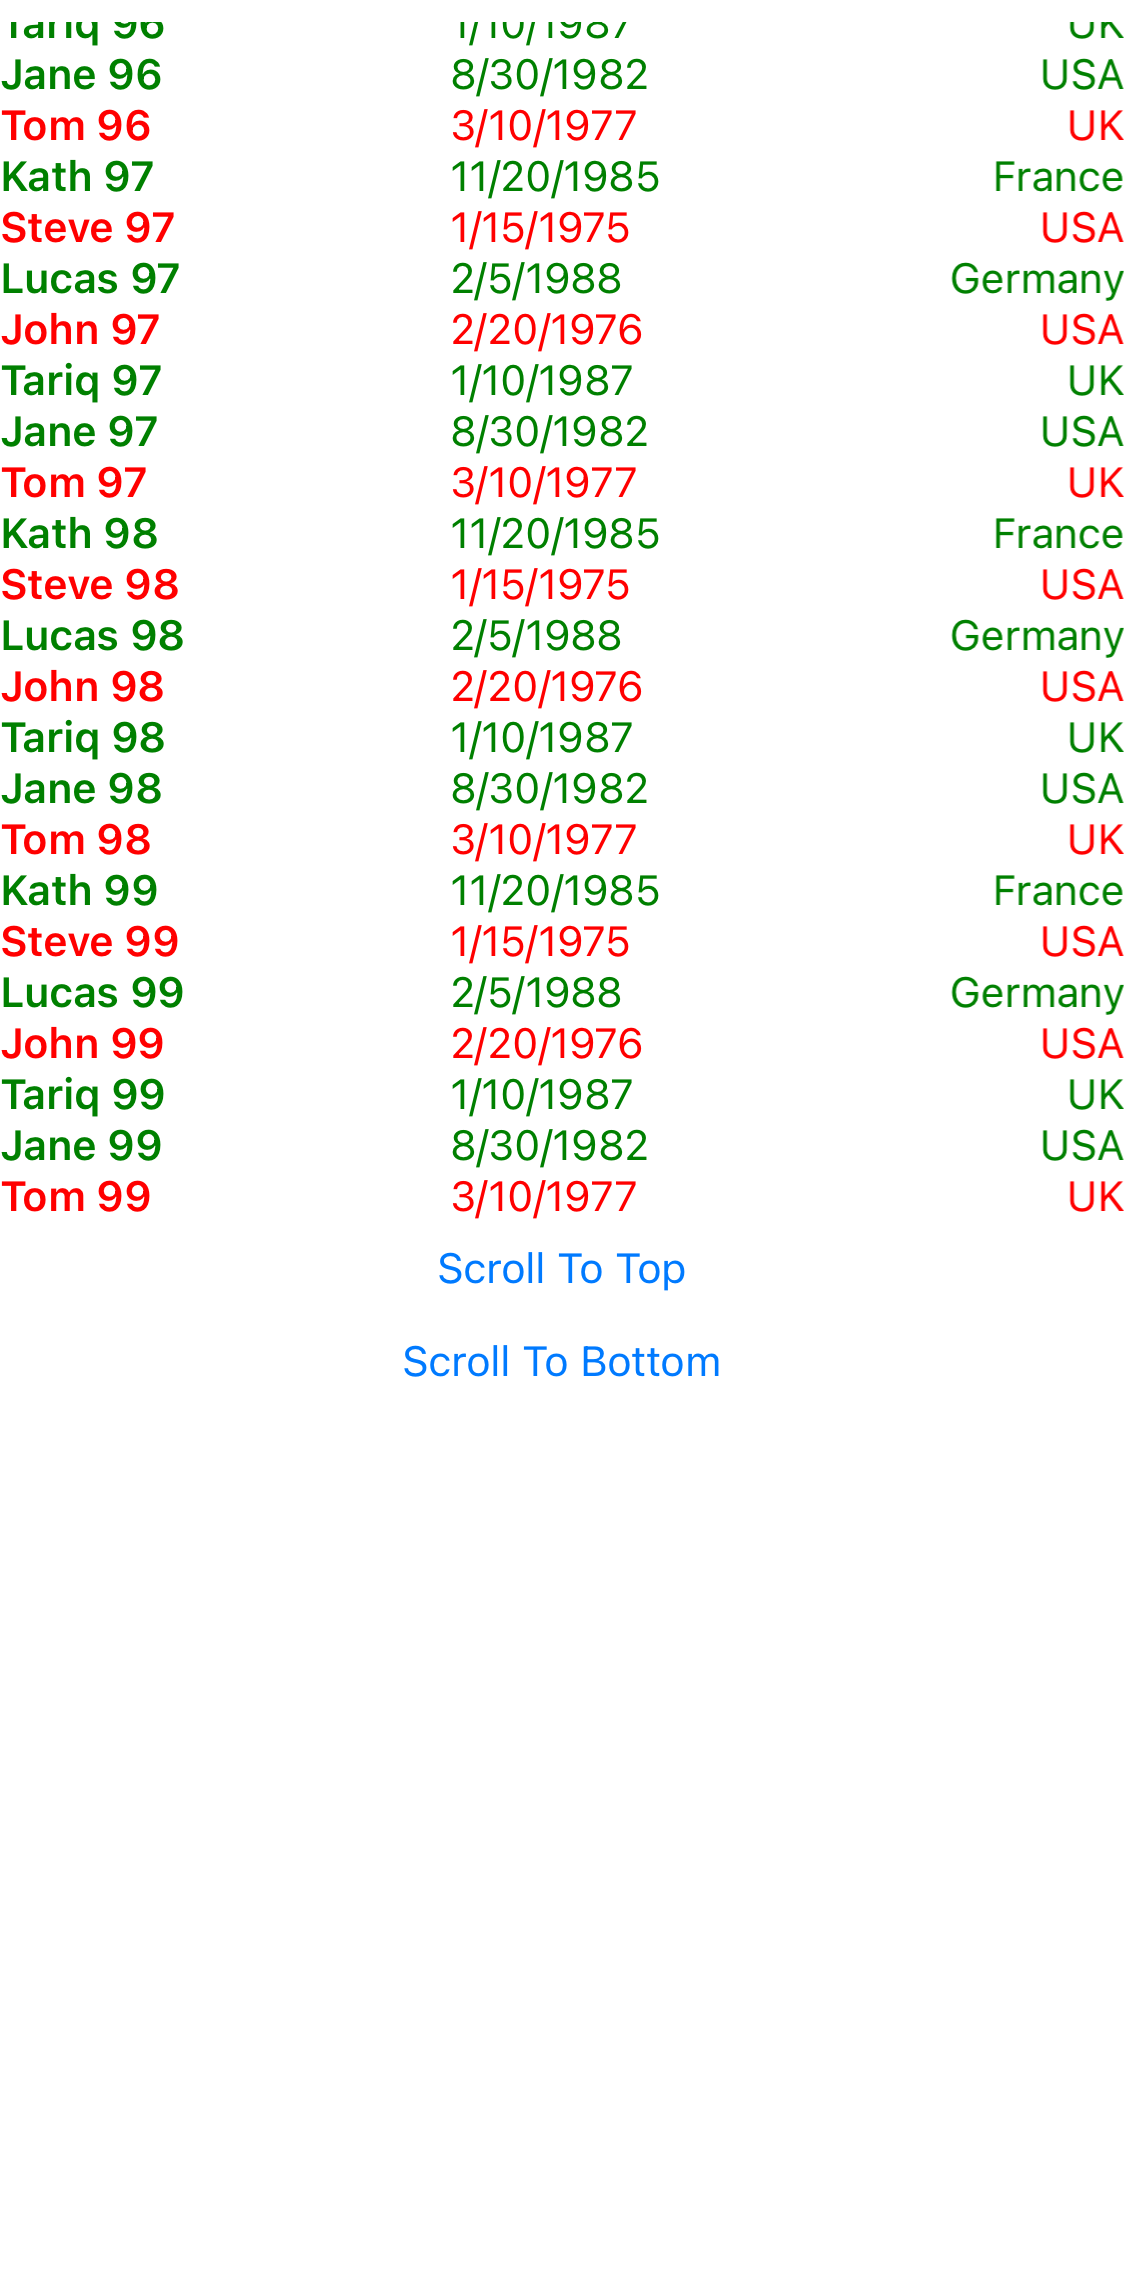 Tariq 96 1/10/1987 UK
Jane 96 8/30/1982 USA
Tom 96 3/10/1977 UK
Kath 97 11/20/1985 France
Steve 97 1/15/1975 USA
Lucas 97 2/5/1988 Germany
John 97 2/20/1976 USA
Tariq 97 1/10/1987 UK
Jane 97 8/30/1982 USA
Tom 97 3/10/1977 UK
Kath 98 11/20/1985 France
Steve 98 1/15/1975 USA
Lucas 98 2/5/1988 Germany
John 98 2/20/1976 USA
Tariq 98 1/10/1987 UK
Jane 98 8/30/1982 USA
Tom 98 3/10/1977 UK
Kath 99 11/20/1985 France
Steve 99 1/15/1975 USA
Lucas 99 2/5/1988 Germany
John 99 2/20/1976 USA
Tariq 99 1/10/1987 UK
Jane 99 8/30/1982 USA
Tom 99 3/10/1977 UK
Scroll To Top
Scroll To Bottom